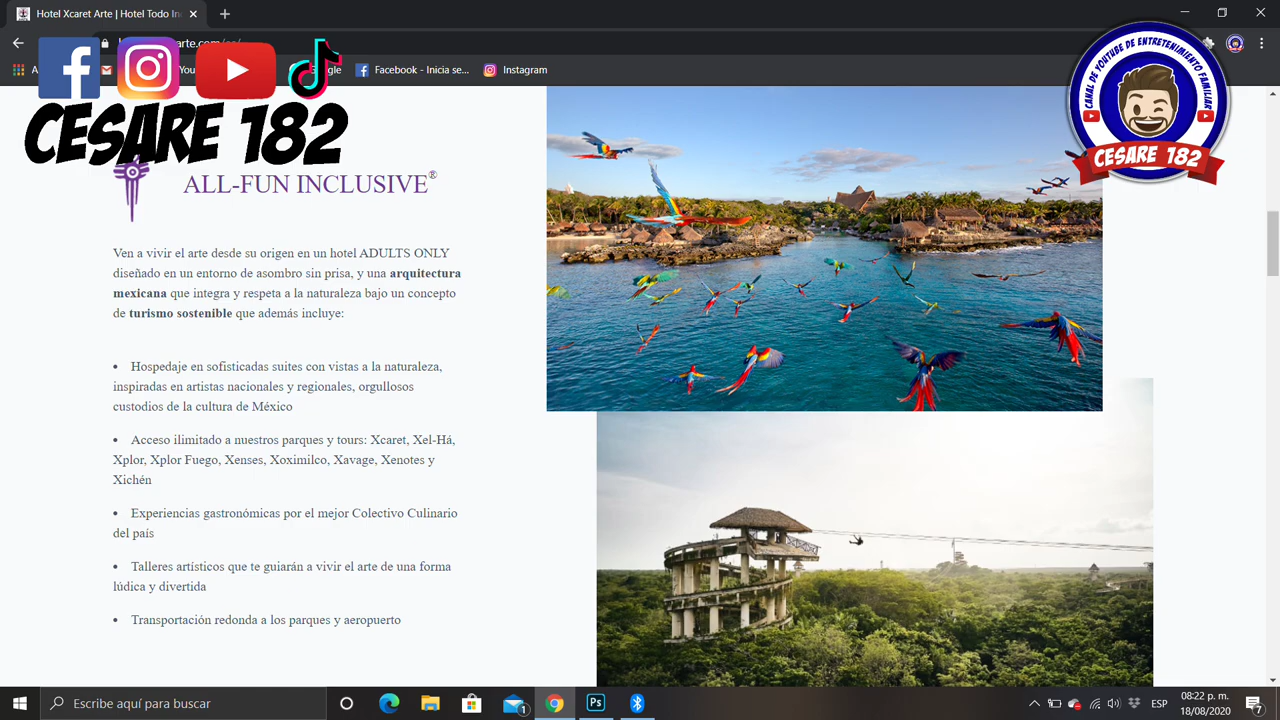 Hotel Xcaret Arte | Hotel Todo In
arte.com
Facebook - Inicia se...
Instagram
CESARE 182
CANAL DE YOUTUBE DE ENTRETENIMIENTO FAMILIAR
CESARE 182
ALL-FUN INCLUSIVE®
Ven a vivir el arte desde su origen en un hotel ADULTS ONLY
diseñado en un entorno de asombro sin prisa, y una arquitectura
mexicana que integra y respeta a la naturaleza bajo un concepto
de turismo sostenible que además incluye:
• Hospedaje en sofisticadas suites con vistas a la naturaleza,
inspiradas en artistas nacionales y regionales, orgullosos
custodios de la cultura de México
• Acceso ilimitado a nuestros parques y tours: Xcaret, Xel-Há,
Xplor, Xplor Fuego, Xenses, Xoximilco, Xavage, Xenotes y
Xichén
• Experiencias gastronómicas por el mejor Colectivo Culinario
del país
• Talleres artísticos que te guiarán a vivir el arte de una forma
lúdica y divertida
• Transportación redonda a los parques y aeropuerto
Escribe aquí para buscar
1
Ps
ESP
08:22 p. m.
18/08/2020
7